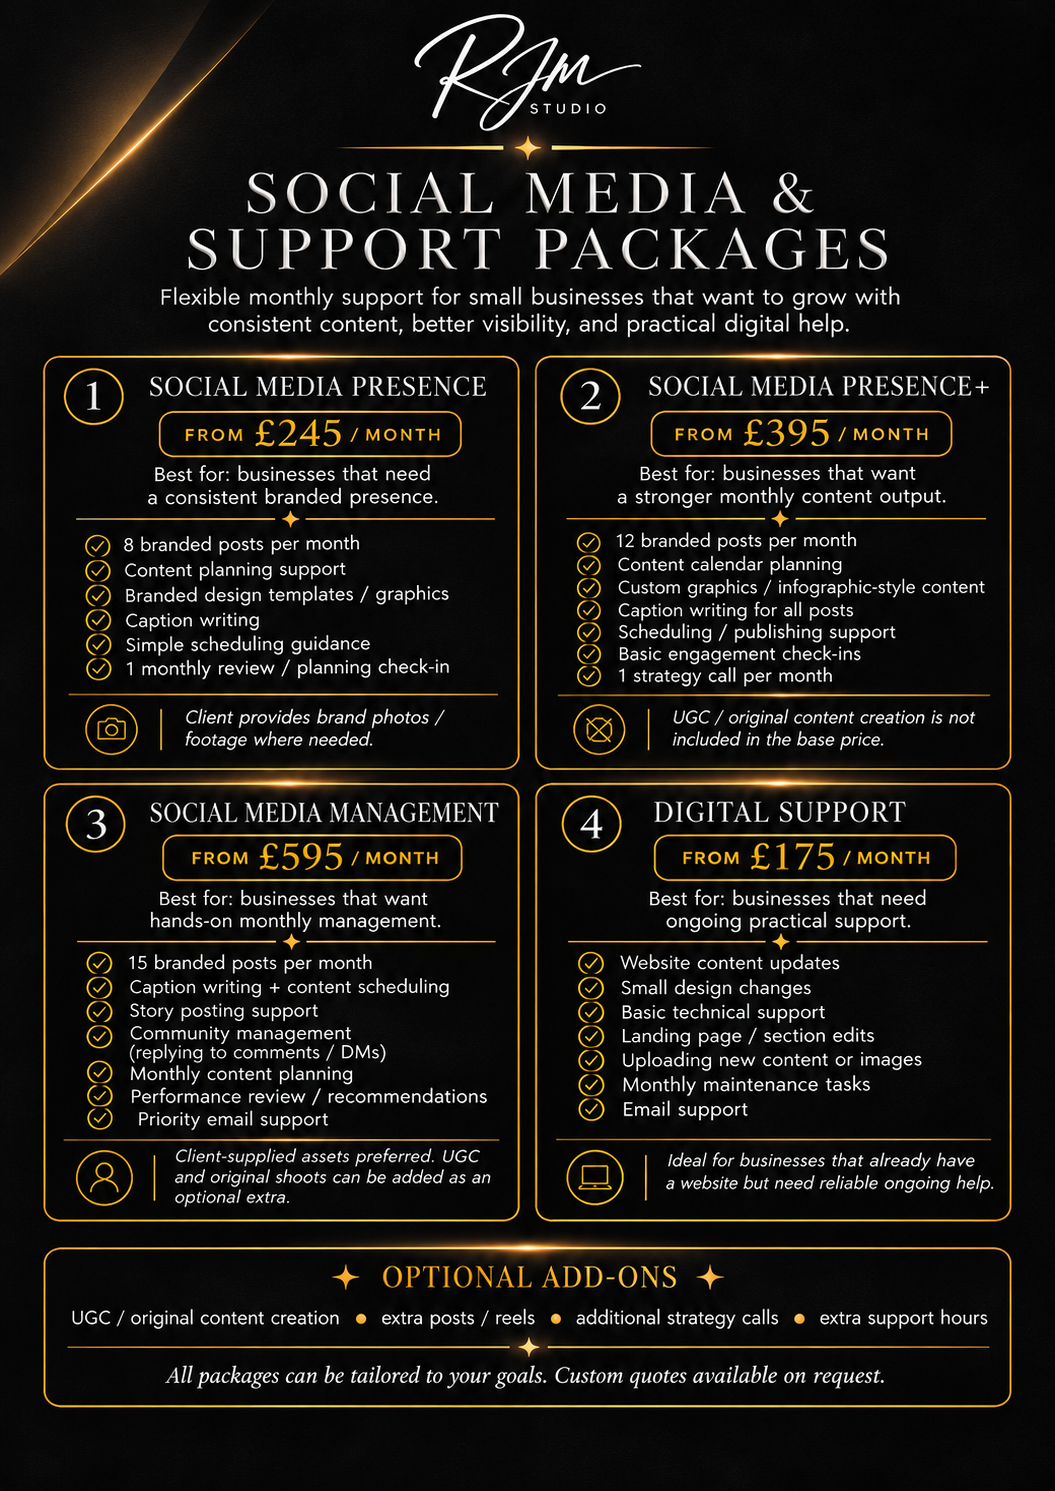 RJm
STUDIO
SOCIAL MEDIA &
SUPPORT PACKAGES
Flexible monthly support for small businesses that want to grow with
consistent content, better visibility, and practical digital help.
1
SOCIAL MEDIA PRESENCE
FROM £245 / MONTH
Best for: businesses that need
a consistent branded presence.
8 branded posts per month
Content planning support
Branded design templates / graphics
Caption writing
Simple scheduling guidance
1 monthly review / planning check-in
Client provides brand photos /
footage where needed.
2
SOCIAL MEDIA PRESENCE+
FROM £395 / MONTH
Best for: businesses that want
a stronger monthly content output.
12 branded posts per month
Content calendar planning
Custom graphics / infographic-style content
Caption writing for all posts
Scheduling / publishing support
Basic engagement check-ins
1 strategy call per month
UGC / original content creation is not
included in the base price.
3
SOCIAL MEDIA MANAGEMENT
FROM £595 / MONTH
Best for: businesses that want
hands-on monthly management.
15 branded posts per month
Caption writing + content scheduling
Story posting support
Community management
(replying to comments / DMs)
Monthly content planning
Performance review / recommendations
Priority email support
Client-supplied assets preferred. UGC
and original shoots can be added as an
optional extra.
4
DIGITAL SUPPORT
FROM £175 / MONTH
Best for: businesses that need
ongoing practical support.
Website content updates
Small design changes
Basic technical support
Landing page / section edits
Uploading new content or images
Monthly maintenance tasks
Email support
Ideal for businesses that already have
a website but need reliable ongoing help.
OPTIONAL ADD-ONS
UGC / original content creation • extra posts / reels • additional strategy calls • extra support hours
All packages can be tailored to your goals. Custom quotes available on request.